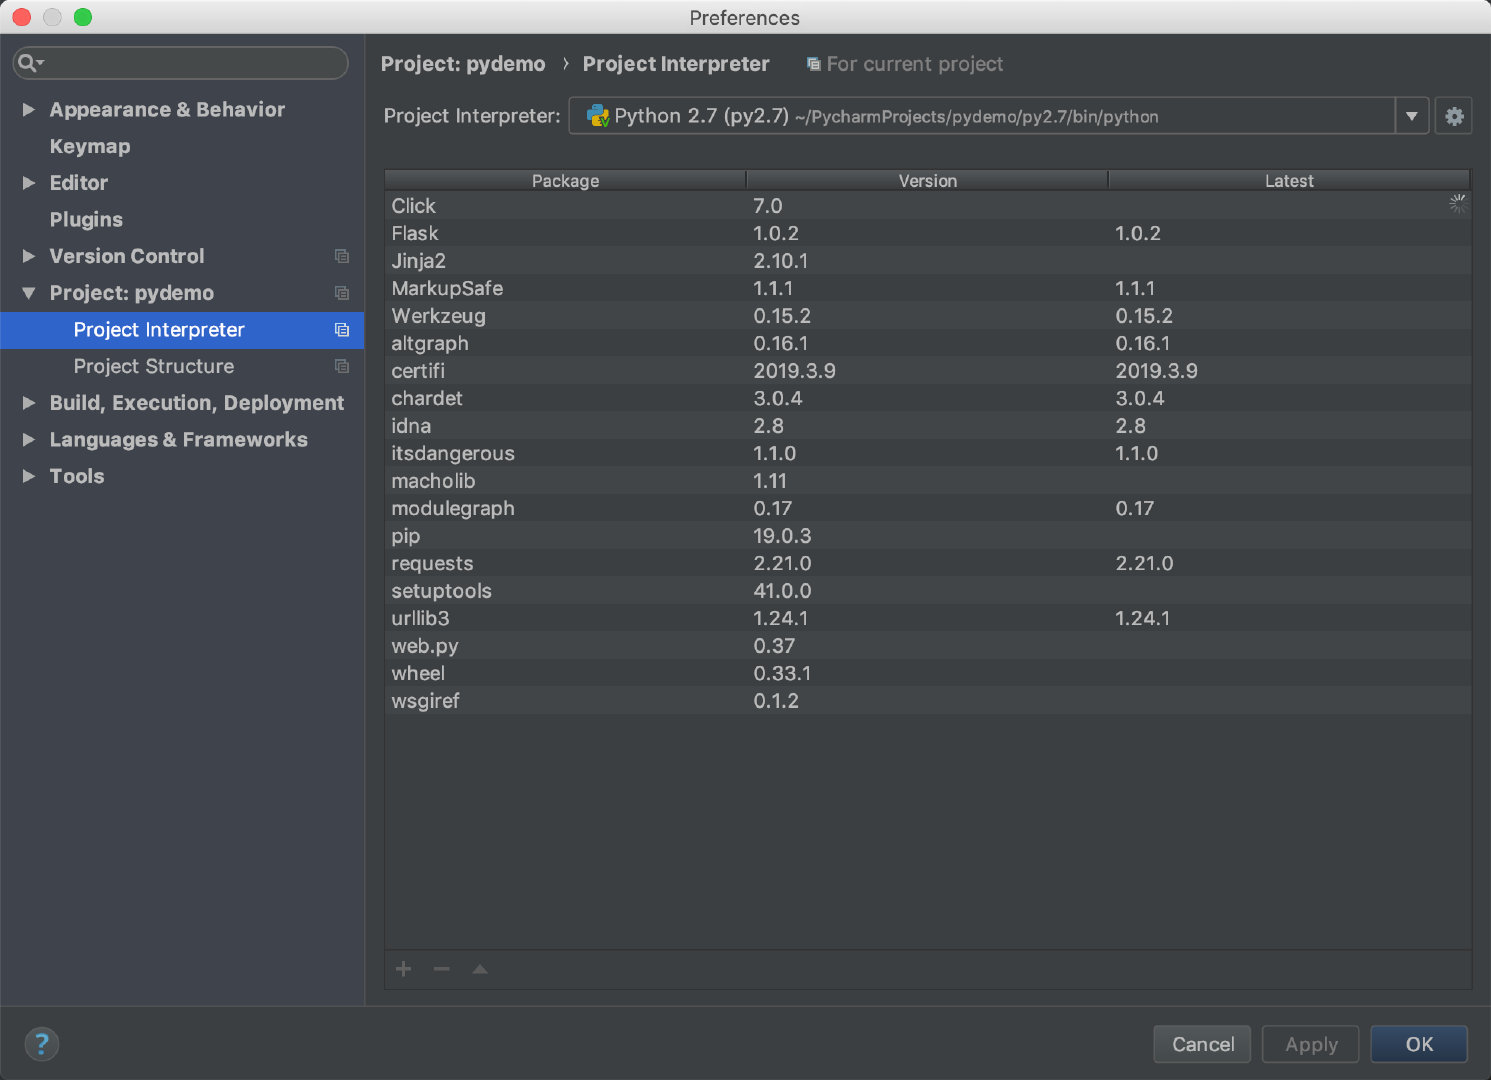 Preferences
Project: pydemo › Project Interpreter For current project
Project Interpreter: Python 2.7 (py2.7) ~/PycharmProjects/pydemo/py2.7/bin/python
Appearance & Behavior
Keymap
Editor
Plugins
Version Control
Project: pydemo
Project Interpreter
Project Structure
Build, Execution, Deployment
Languages & Frameworks
Tools
Package Version Latest
Click 7.0
Flask 1.0.2 1.0.2
Jinja2 2.10.1
MarkupSafe 1.1.1 1.1.1
Werkzeug 0.15.2 0.15.2
altgraph 0.16.1 0.16.1
certifi 2019.3.9 2019.3.9
chardet 3.0.4 3.0.4
idna 2.8 2.8
itsdangerous 1.1.0 1.1.0
macholib 1.11
modulegraph 0.17 0.17
pip 19.0.3
requests 2.21.0 2.21.0
setuptools 41.0.0
urllib3 1.24.1 1.24.1
web.py 0.37
wheel 0.33.1
wsgiref 0.1.2
? Cancel Apply OK